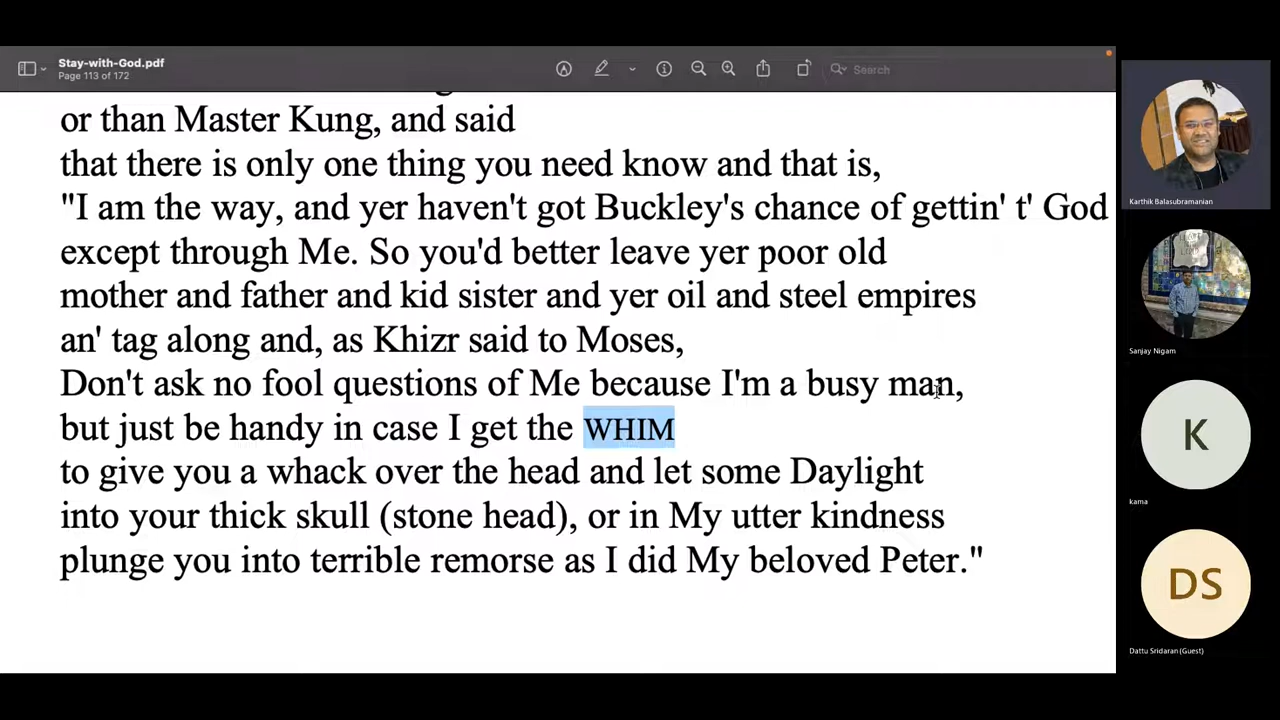 Stay-with-God.pdf
Page 113 of 172
Search
or than Master Kung, and said
that there is only one thing you need know and that is,
"I am the way, and yer haven't got Buckley's chance of gettin' t' God
except through Me. So you'd better leave yer poor old
mother and father and kid sister and yer oil and steel empires
an' tag along and, as Khizr said to Moses,
Don't ask no fool questions of Me because I'm a busy man,
but just be handy in case I get the WHIM
to give you a whack over the head and let some Daylight
into your thick skull (stone head), or in My utter kindness
plunge you into terrible remorse as I did My beloved Peter."
Karthik Balasubramanian
Sanjay Nigam
K
kama
DS
Dattu Sridaran (Guest)